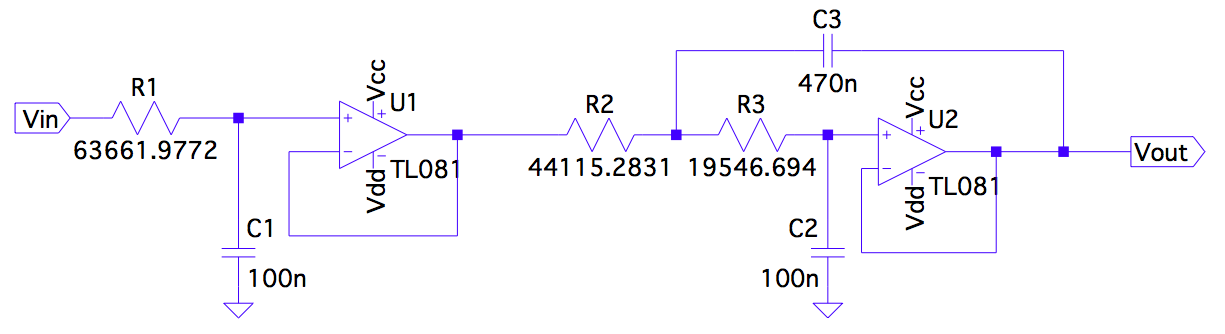 C3
470n
R1
Vcc
U1
Vin
+
+
63661.9772
-
-
TL081
Vdd
R2
44115.2831
R3
19546.694
Vcc
U2
+
+
Vout
-
-
TL081
Vdd
C1
100n
C2
100n